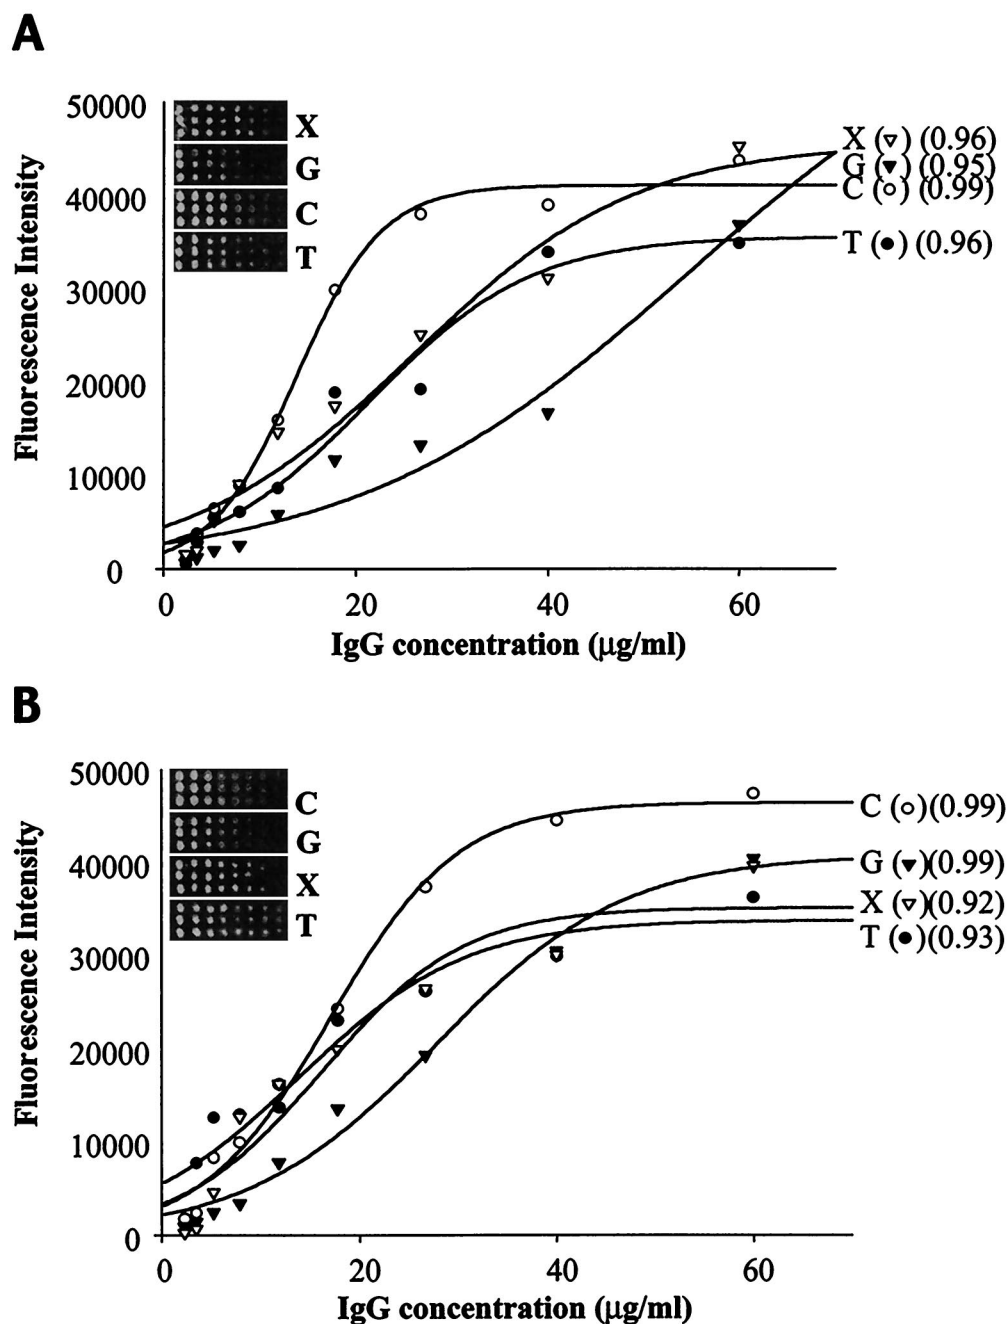 A
50000
40000
30000
20000
10000
0
Fluorescence Intensity
X
G
C
T
X (▽) (0.96)
G (▼) (0.95)
C (○) (0.99)
T (●) (0.96)
0 20 40 60
IgG concentration (μg/ml)
B
50000
40000
30000
20000
10000
0
Fluorescence Intensity
C
G
X
T
C (○)(0.99)
G (▼)(0.99)
X (▽)(0.92)
T (●)(0.93)
0 20 40 60
IgG concentration (μg/ml)